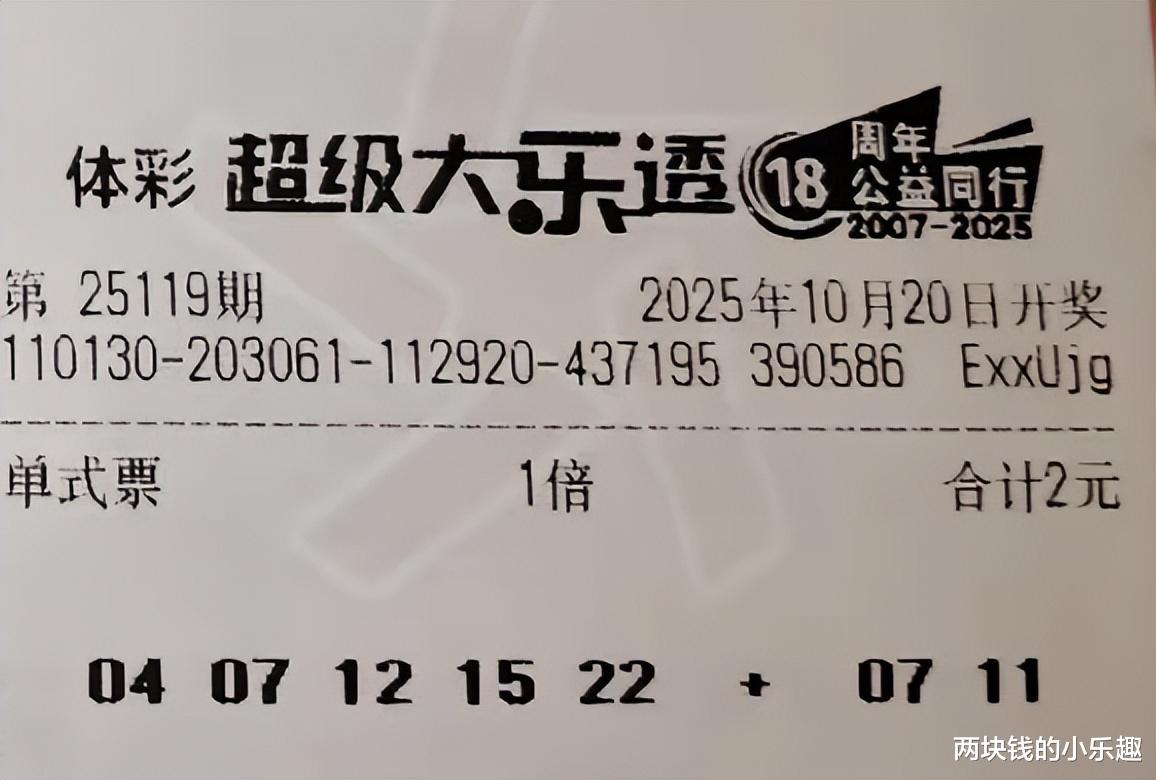 体彩 超级大乐透 18 周年
公益同行
2007-2025
第 25119期 2025年10月20日开奖
110130-203061-112920-437195 390586 ExxUjg
单式票 1倍 合计2元
04 07 12 15 22 + 07 11
两块钱的小乐趣